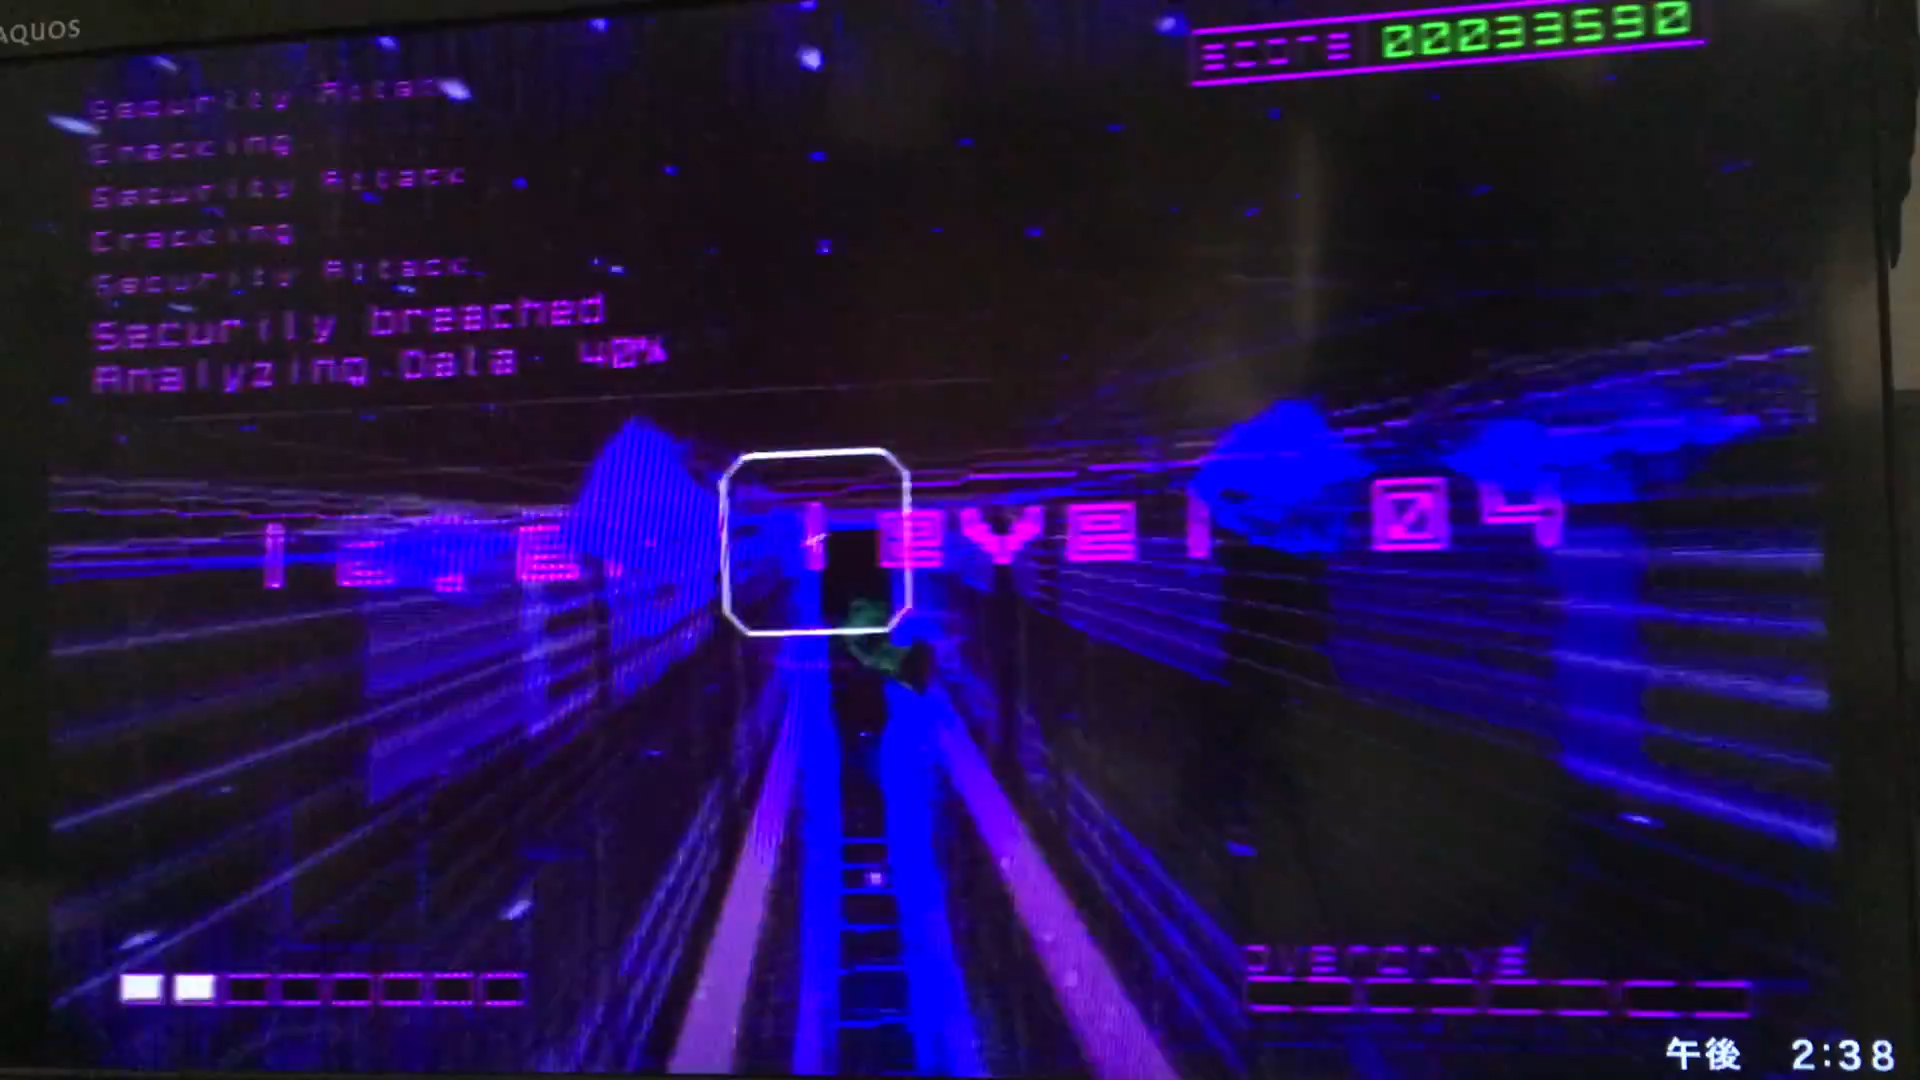 AQUOS
score 00033590
Security Attack
Cracking
Security Attack
Cracking
Security Attack
Security breached
Analyzing Data 40%
level 04
overdrive
午後 2:38